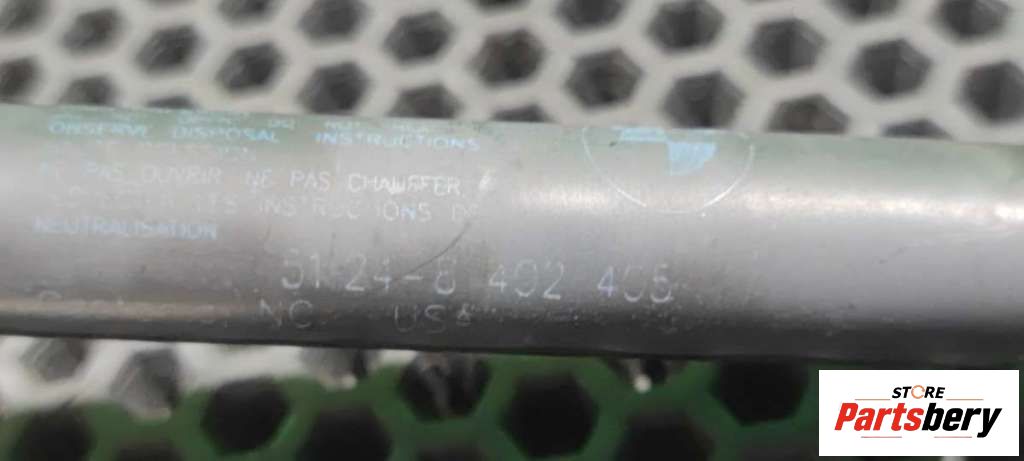 OBSERVE DISPOSAL INSTRUCTIONS
PAS OUVRIR NE PAS CHAUFFER
INSTRUCTIONS DE
NEUTRALISATION
51 24-8 402 405
NC USA
STORE
Partsbery